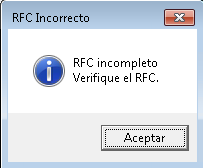 RFC Incorrecto
RFC incompleto
Verifique el RFC.
Aceptar